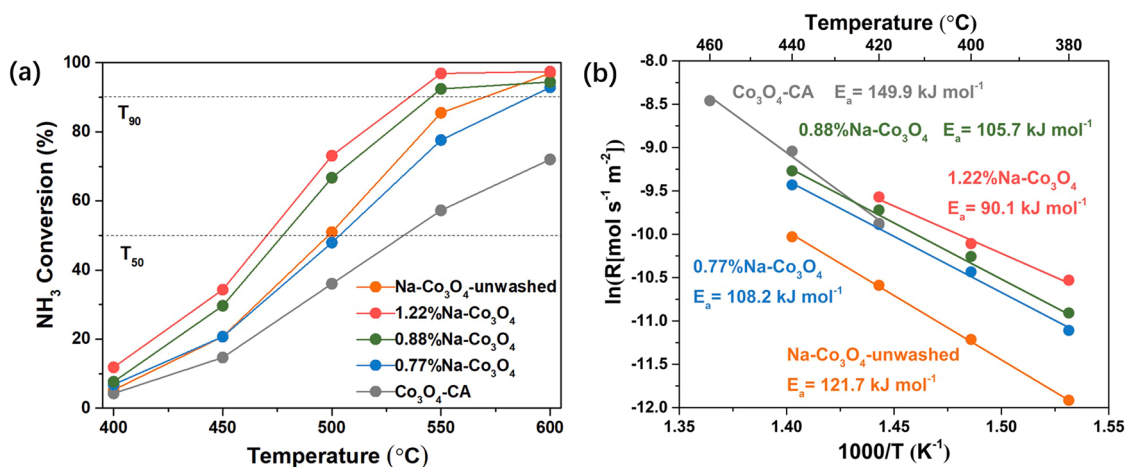 (a)
100
80
60
40
20
0
NH₃ Conversion (%)
T₉₀
T₅₀
Na-Co₃O₄-unwashed
1.22%Na-Co₃O₄
0.88%Na-Co₃O₄
0.77%Na-Co₃O₄
Co₃O₄-CA
400 450 500 550 600
Temperature (°C)
(b)
Temperature (°C)
460 440 420 400 380
-8.0
-8.5
-9.0
-9.5
-10.0
-10.5
-11.0
-11.5
-12.0
ln(R[mol s⁻¹ m⁻²])
Co₃O₄-CA Eₐ= 149.9 kJ mol⁻¹
0.88%Na-Co₃O₄ Eₐ= 105.7 kJ mol⁻¹
1.22%Na-Co₃O₄
Eₐ= 90.1 kJ mol⁻¹
0.77%Na-Co₃O₄
Eₐ= 108.2 kJ mol⁻¹
Na-Co₃O₄-unwashed
Eₐ= 121.7 kJ mol⁻¹
1.35 1.40 1.45 1.50 1.55
1000/T (K⁻¹)